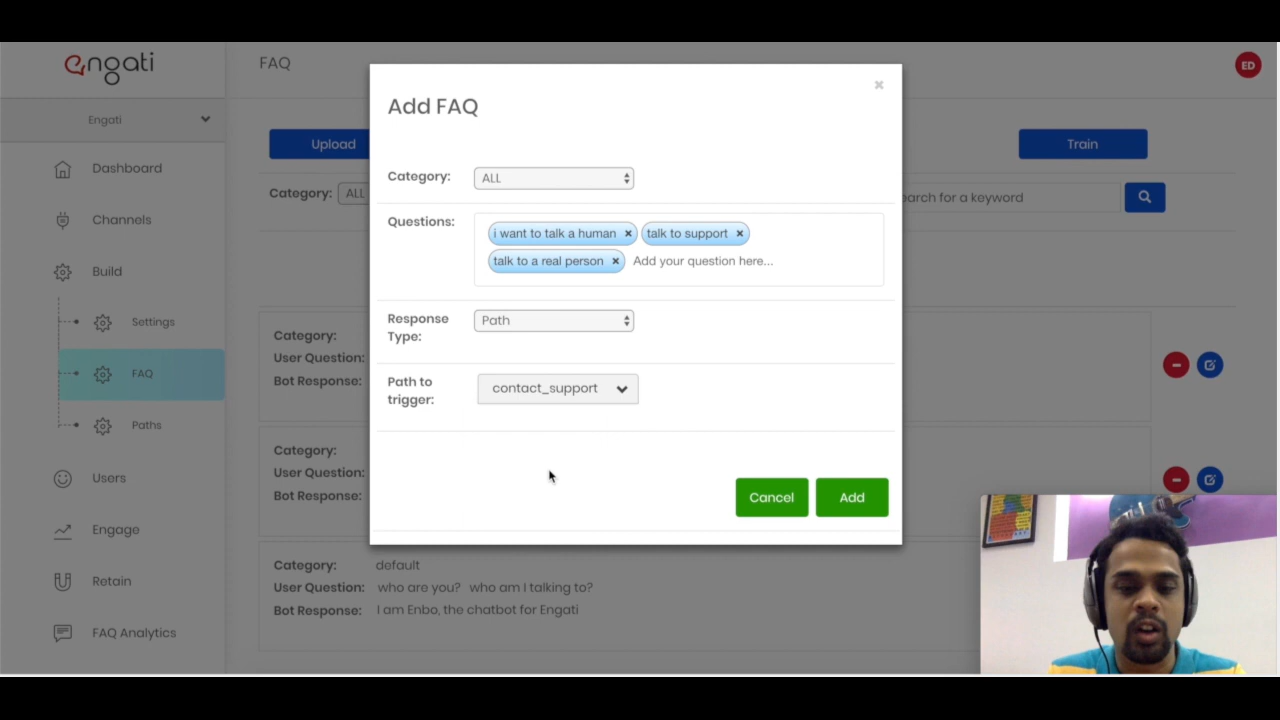 engati
FAQ
ED
Engati
Dashboard
Channels
Build
Settings
FAQ
Paths
Users
Engage
Retain
FAQ Analytics
Upload
Train
Category: ALL
earch for a keyword
Category:
User Question:
Bot Response:
Category:
User Question:
Bot Response:
Category: default
User Question: who are you? who am I talking to?
Bot Response: I am Enbo, the chatbot for Engati
×
Add FAQ
Category: ALL
Questions: i want to talk a human × talk to support ×
talk to a real person × Add your question here...
Response
Type: Path
Path to
trigger: contact_support
Cancel Add